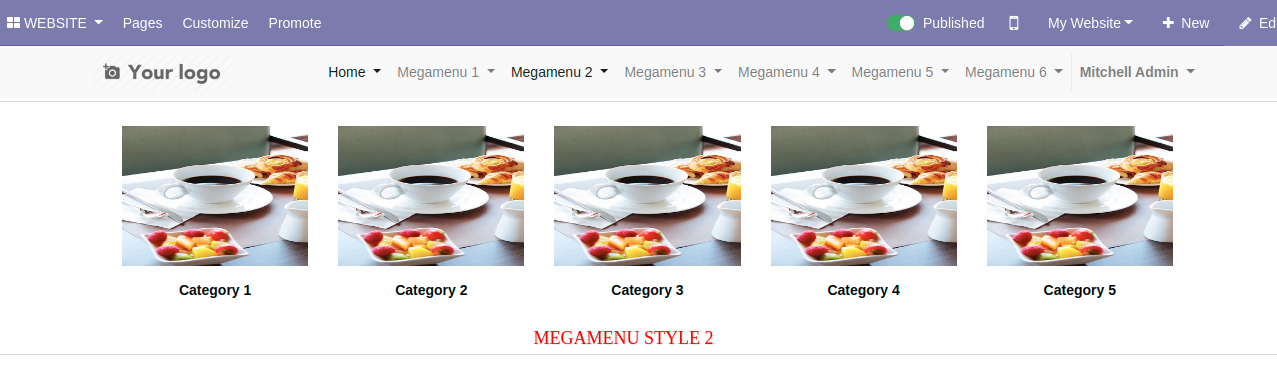 WEBSITE Pages Customize Promote Published My Website New Ed
Your logo Home Megamenu 1 Megamenu 2 Megamenu 3 Megamenu 4 Megamenu 5 Megamenu 6 Mitchell Admin
Category 1 Category 2 Category 3 Category 4 Category 5
MEGAMENU STYLE 2